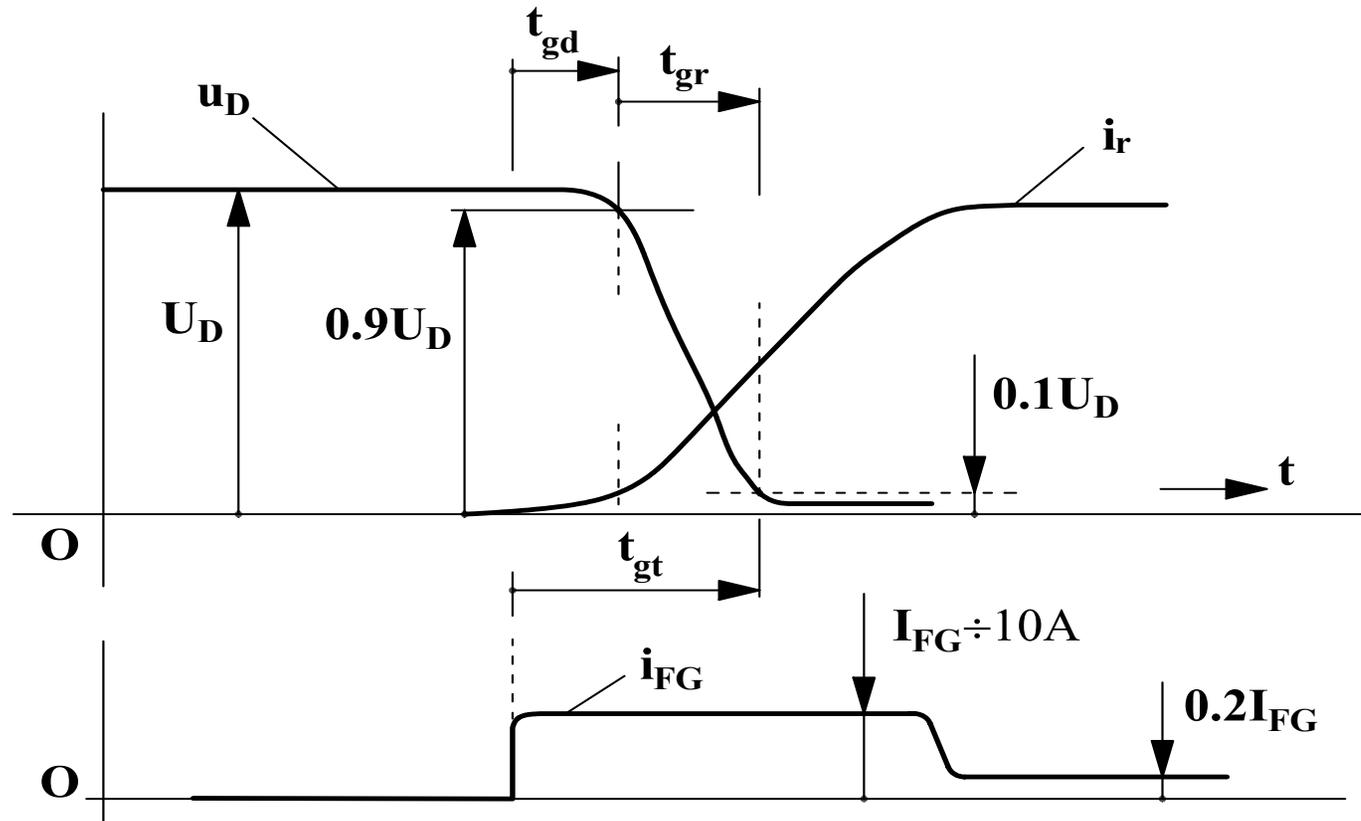 t_gd
t_gr
u_D
i_r
U_D
0.9U_D
0.1U_D
t
O
t_gt
I_FG÷10A
i_FG
0.2I_FG
O